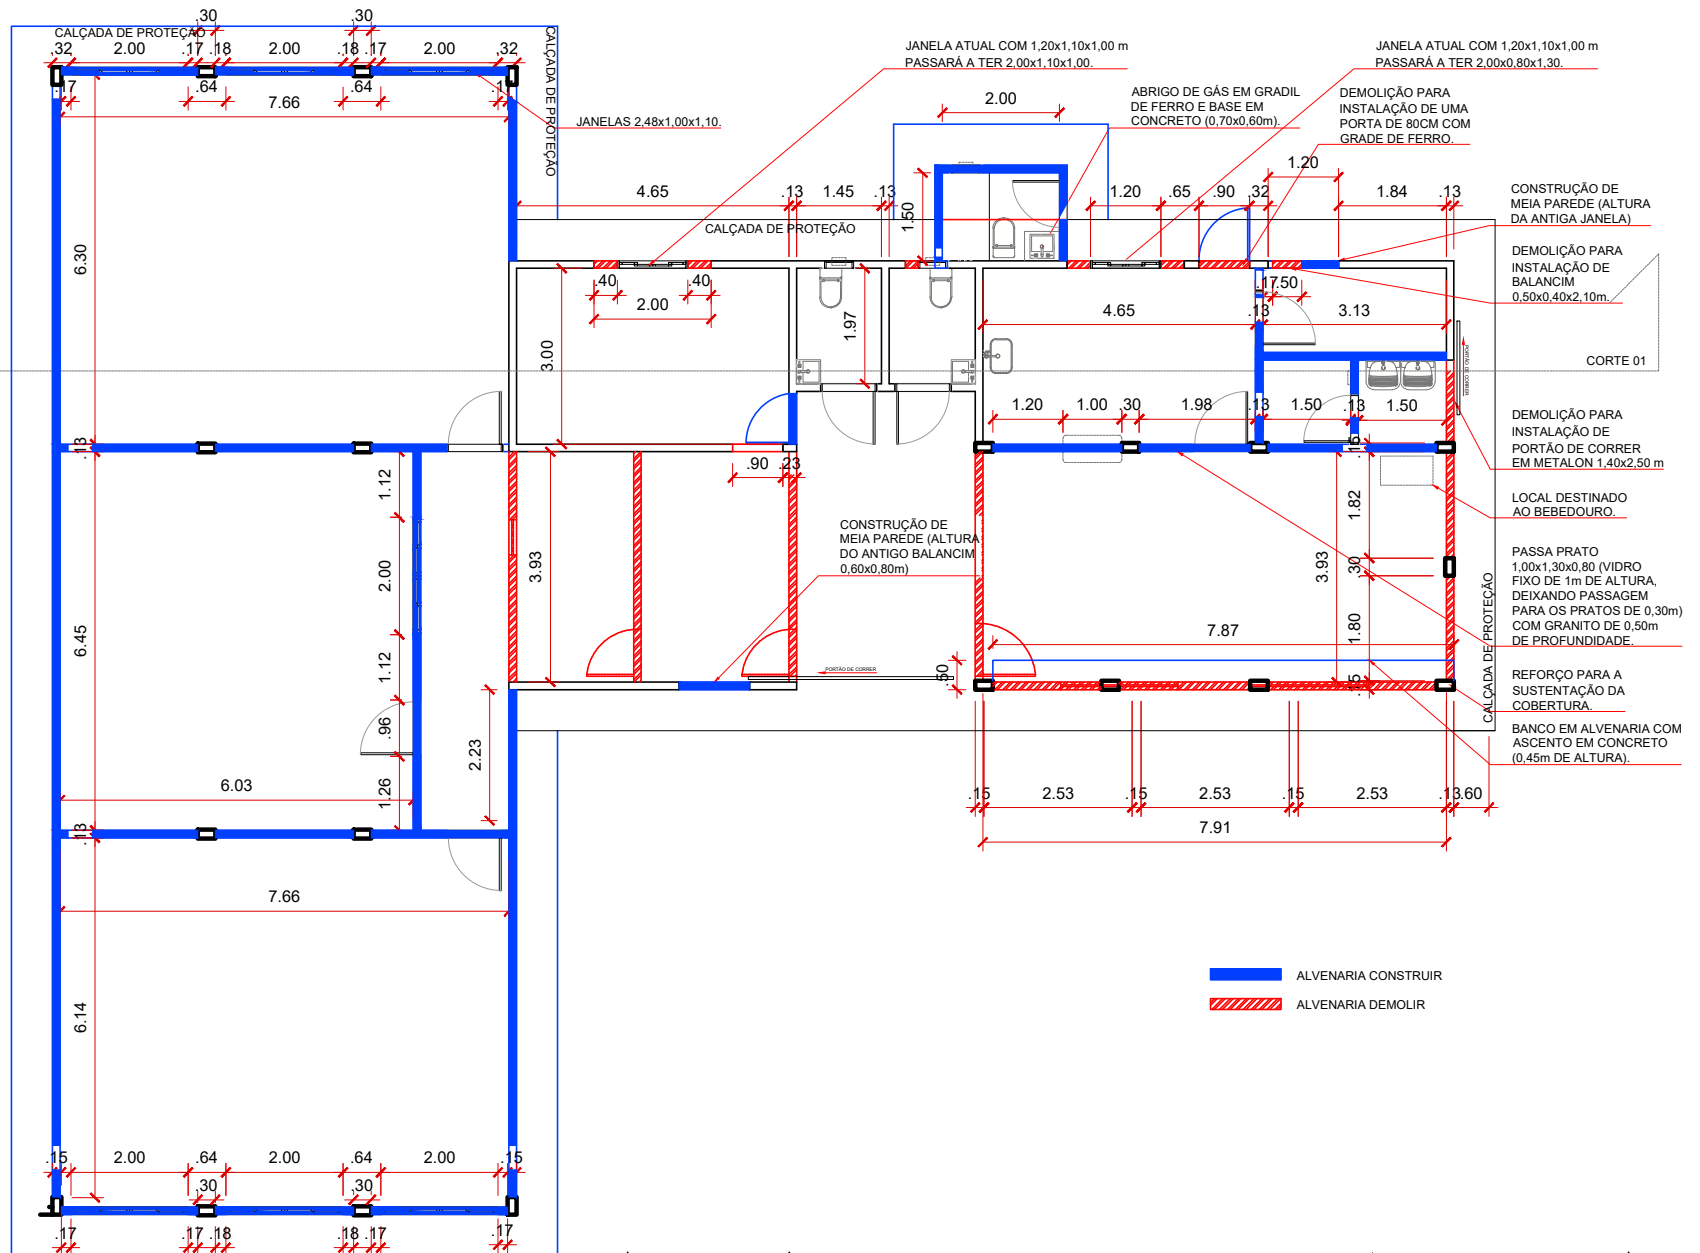 .30
.30
CALÇADA DE PROTEÇÃO
.32
2.00
.17
.18
2.00
.18
.17
2.00
.32
.17
.64
.64
.17
7.66
CALÇADA DE PROTEÇÃO
JANELAS 2,48x1,00x1,10.
JANELA ATUAL COM 1,20x1,10x1,00 m
PASSARÁ A TER 2,00x1,10x1,00.
JANELA ATUAL COM 1,20x1,10x1,00 m
PASSARÁ A TER 2,00x0,80x1,30.
2.00
ABRIGO DE GÁS EM GRADIL
DE FERRO E BASE EM
CONCRETO (0,70x0,60m).
DEMOLIÇÃO PARA
INSTALAÇÃO DE UMA
PORTA DE 80CM COM
GRADE DE FERRO.
1.20
4.65
.13
1.45
.13
1.50
1.20
.65
.90
.32
1.84
.13
CALÇADA DE PROTEÇÃO
CONSTRUÇÃO DE
MEIA PAREDE (ALTURA
DA ANTIGA JANELA)
DEMOLIÇÃO PARA
INSTALAÇÃO DE
BALANCIM
0,50x0,40x2,10m.
6.30
.40
.40
2.00
3.00
1.97
.17
.50
4.65
.13
3.13
PORTÃO DE CORRER
CORTE 01
1.20
1.00
.30
1.98
.13
1.50
.13
1.50
DEMOLIÇÃO PARA
INSTALAÇÃO DE
PORTÃO DE CORRER
EM METALON 1,40x2,50 m
.13
1.12
.90
.23
.15
LOCAL DESTINADO
AO BEBEDOURO.
CONSTRUÇÃO DE
MEIA PAREDE (ALTURA
DO ANTIGO BALANCIM
0,60x0,80m)
1.82
2.00
3.93
3.93
.30
PASSA PRATO
1,00x1,30x0,80 (VIDRO
FIXO DE 1m DE ALTURA,
DEIXANDO PASSAGEM
PARA OS PRATOS DE 0,30m)
COM GRANITO DE 0,50m
DE PROFUNDIDADE.
6.45
1.12
7.87
1.80
CALÇADA DE PROTEÇÃO
PORTÃO DE CORRER
.50
.15
REFORÇO PARA A
SUSTENTAÇÃO DA
COBERTURA.
.96
2.23
BANCO EM ALVENARIA COM
ASCENTO EM CONCRETO
(0,45m DE ALTURA).
6.03
1.26
.15
2.53
.15
2.53
.15
2.53
.13
.60
7.91
.13
7.66
6.14
ALVENARIA CONSTRUIR
ALVENARIA DEMOLIR
.15
2.00
.64
2.00
.64
2.00
.15
.30
.30
.17
.17
.18
.18
.17
.17